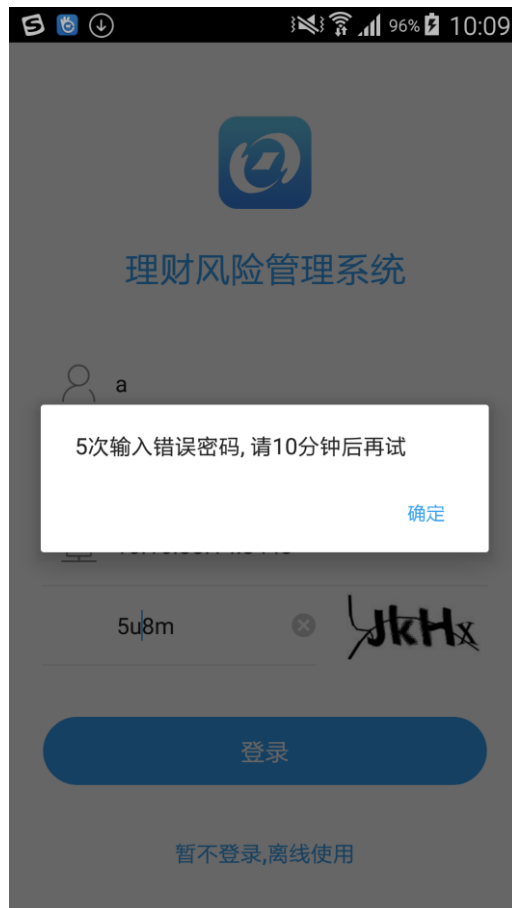 96% 10:09
理财风险管理系统
a
5次输入错误密码, 请10分钟后再试
确定
5u8m
JkHx
登录
暂不登录,离线使用